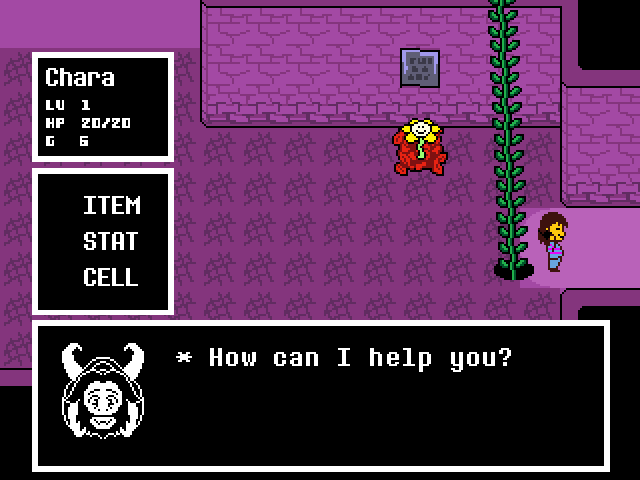 Chara
LV 1
HP 20/20
G 6
ITEM
STAT
CELL
* How can I help you?